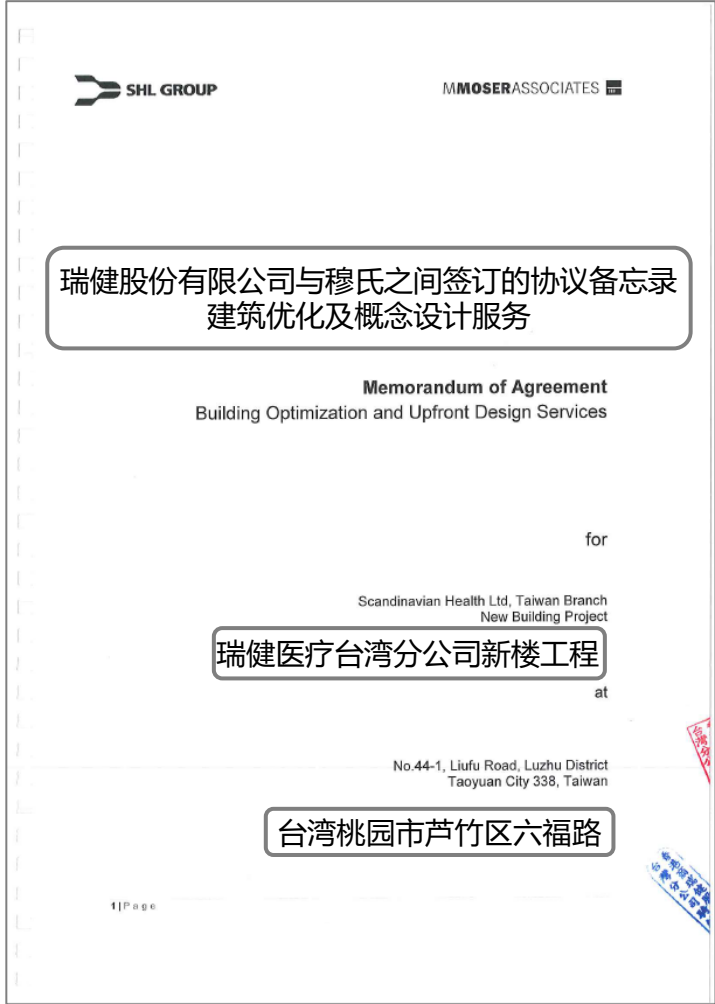 SHL GROUP
MMOSERASSOCIATES
瑞健股份有限公司与穆氏之间签订的协议备忘录
建筑优化及概念设计服务
Memorandum of Agreement
Building Optimization and Upfront Design Services
for
Scandinavian Health Ltd, Taiwan Branch
New Building Project
瑞健医疗台湾分公司新楼工程
at
No.44-1, Liufu Road, Luzhu District
Taoyuan City 338, Taiwan
台湾桃园市芦竹区六福路
1|Page